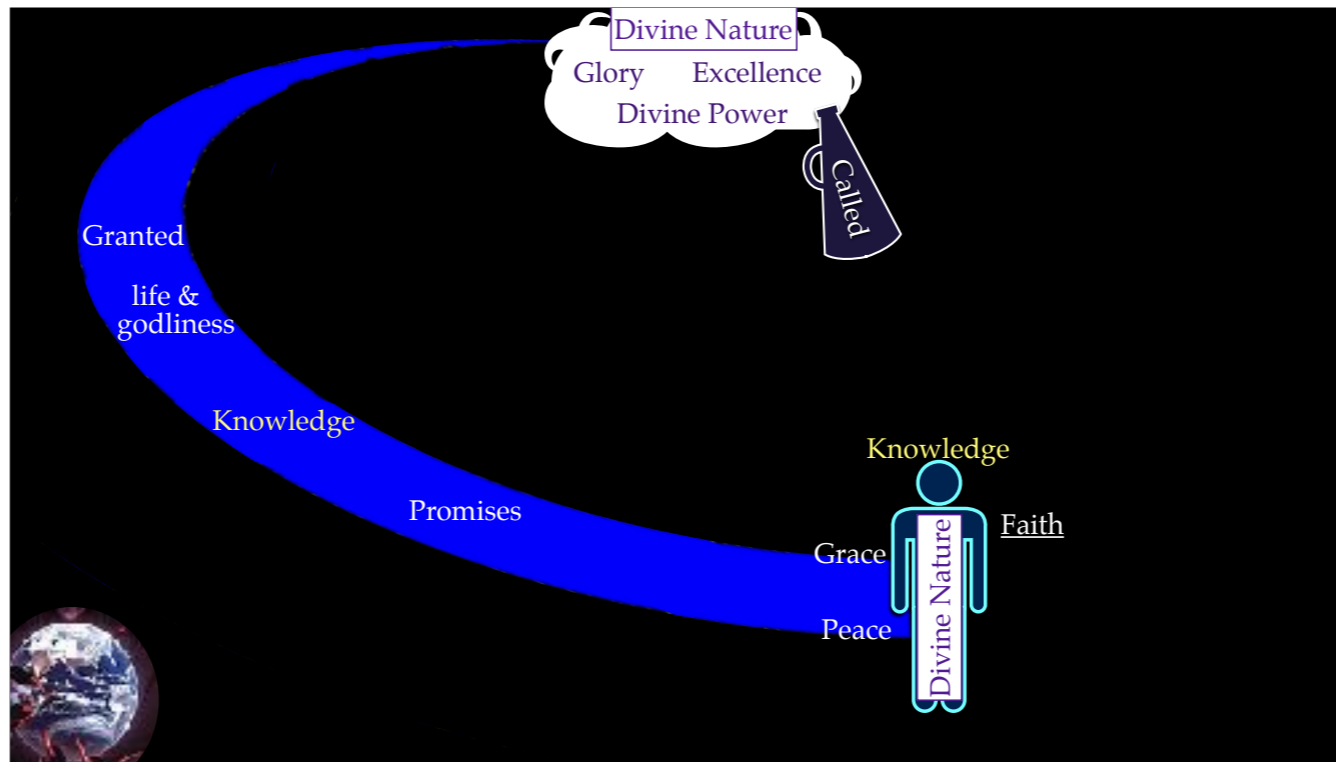 Divine Nature
Glory Excellence
Divine Power
Called
Granted
life &
godliness
Knowledge
Promises
Knowledge
Faith
Grace
Peace
Divine Nature